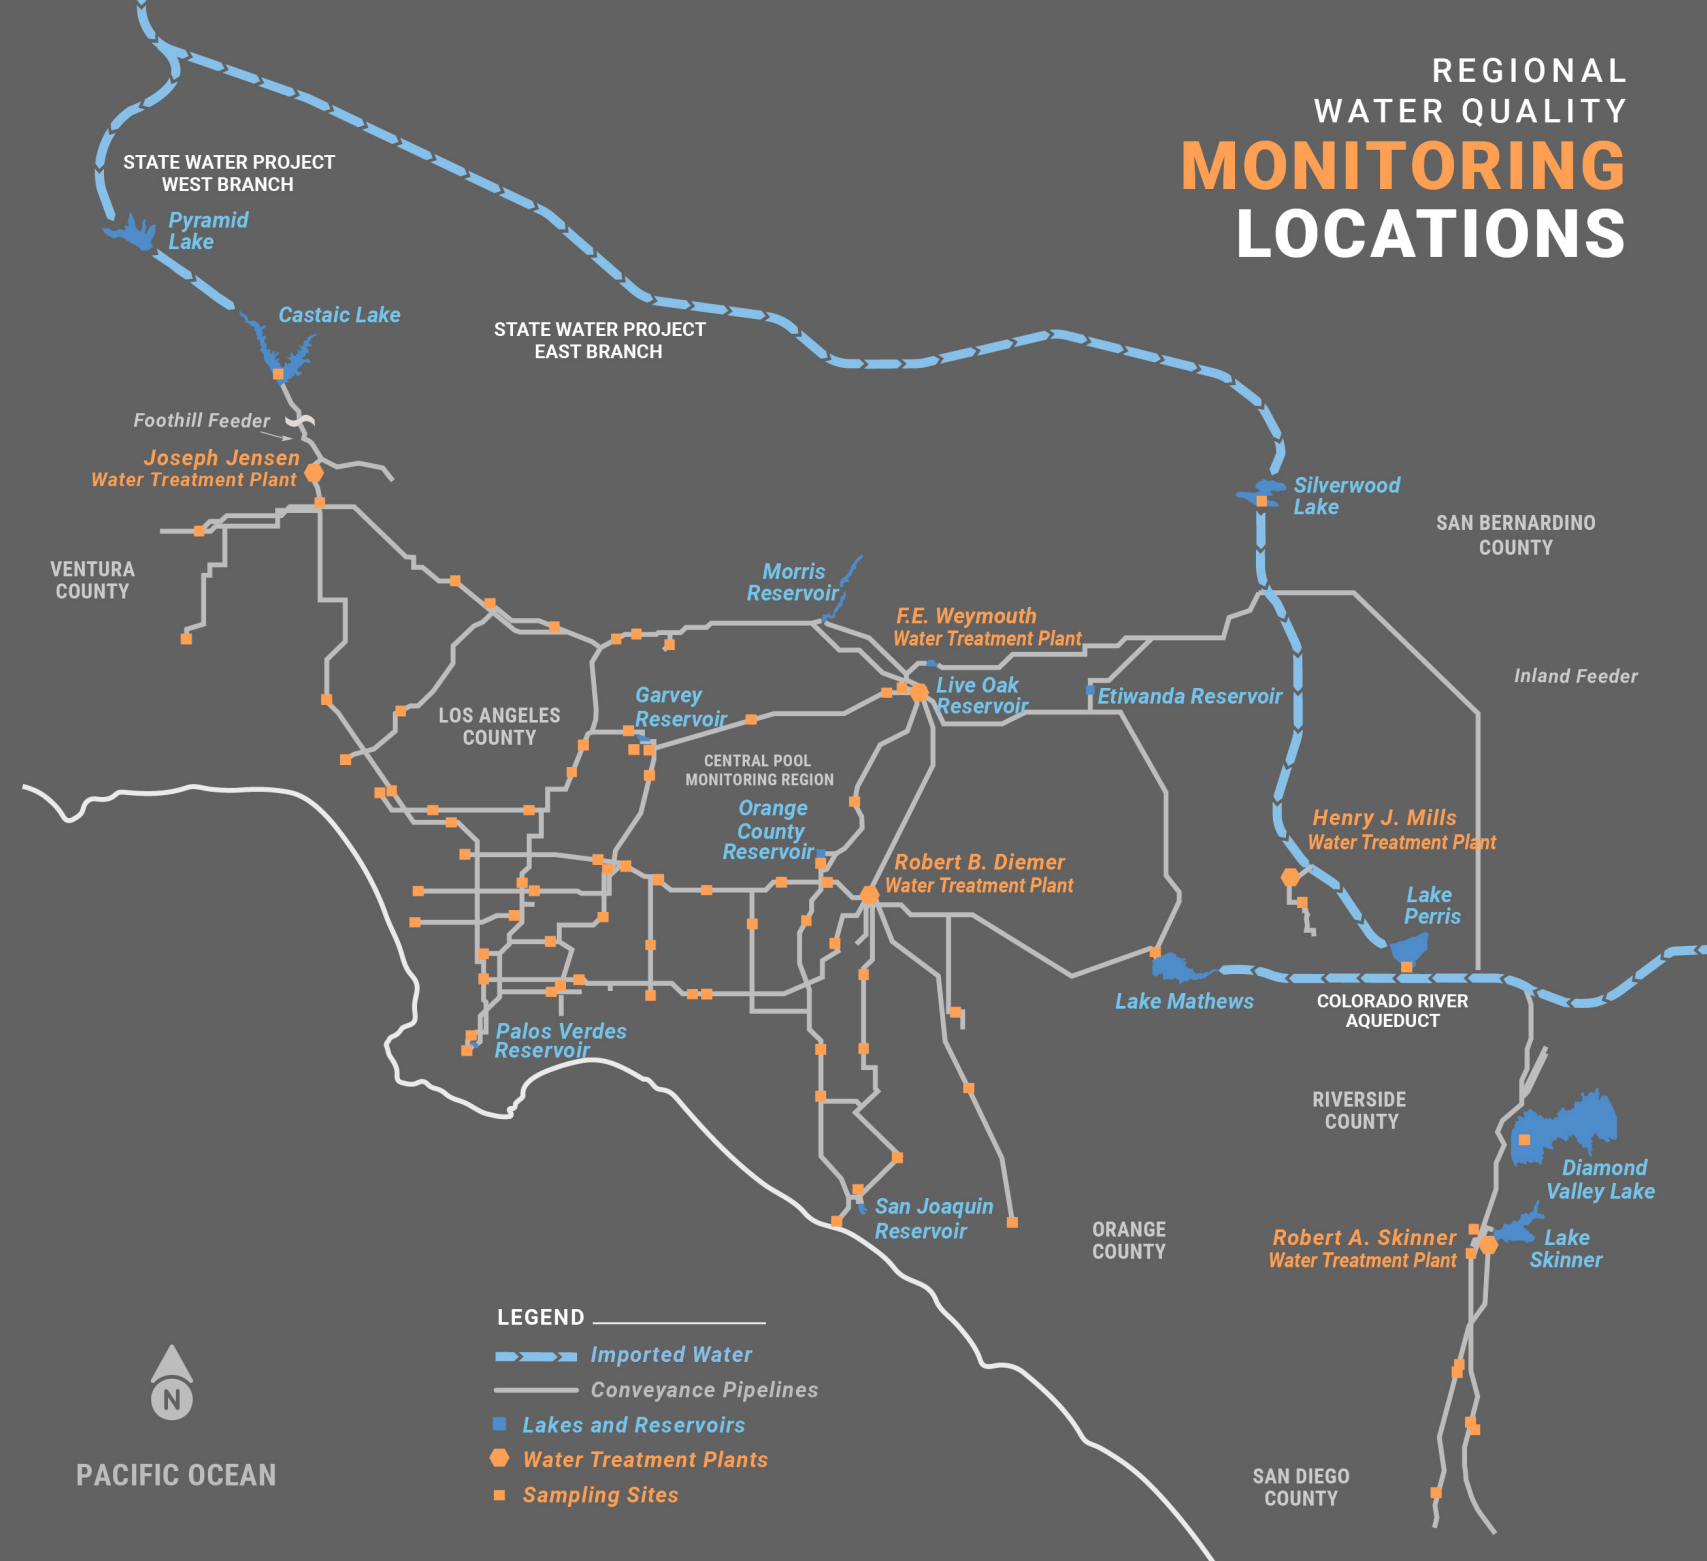 REGIONAL
WATER QUALITY
MONITORING
LOCATIONS
STATE WATER PROJECT
WEST BRANCH
Pyramid
Lake
Castaic Lake
STATE WATER PROJECT
EAST BRANCH
Foothill Feeder
Joseph Jensen
Water Treatment Plant
Silverwood
Lake
SAN BERNARDINO
COUNTY
VENTURA
COUNTY
Morris
Reservoir
F.E. Weymouth
Water Treatment Plant
Inland Feeder
Live Oak
Reservoir
Etiwanda Reservoir
Garvey
Reservoir
LOS ANGELES
COUNTY
CENTRAL POOL
MONITORING REGION
Orange
County
Reservoir
Henry J. Mills
Water Treatment Plant
Robert B. Diemer
Water Treatment Plant
Lake
Perris
Lake Mathews
COLORADO RIVER
AQUEDUCT
Palos Verdes
Reservoir
RIVERSIDE
COUNTY
Diamond
Valley Lake
San Joaquin
Reservoir
ORANGE
COUNTY
Robert A. Skinner
Water Treatment Plant
Lake
Skinner
LEGEND
Imported Water
Conveyance Pipelines
Lakes and Reservoirs
Water Treatment Plants
Sampling Sites
N
PACIFIC OCEAN
SAN DIEGO
COUNTY